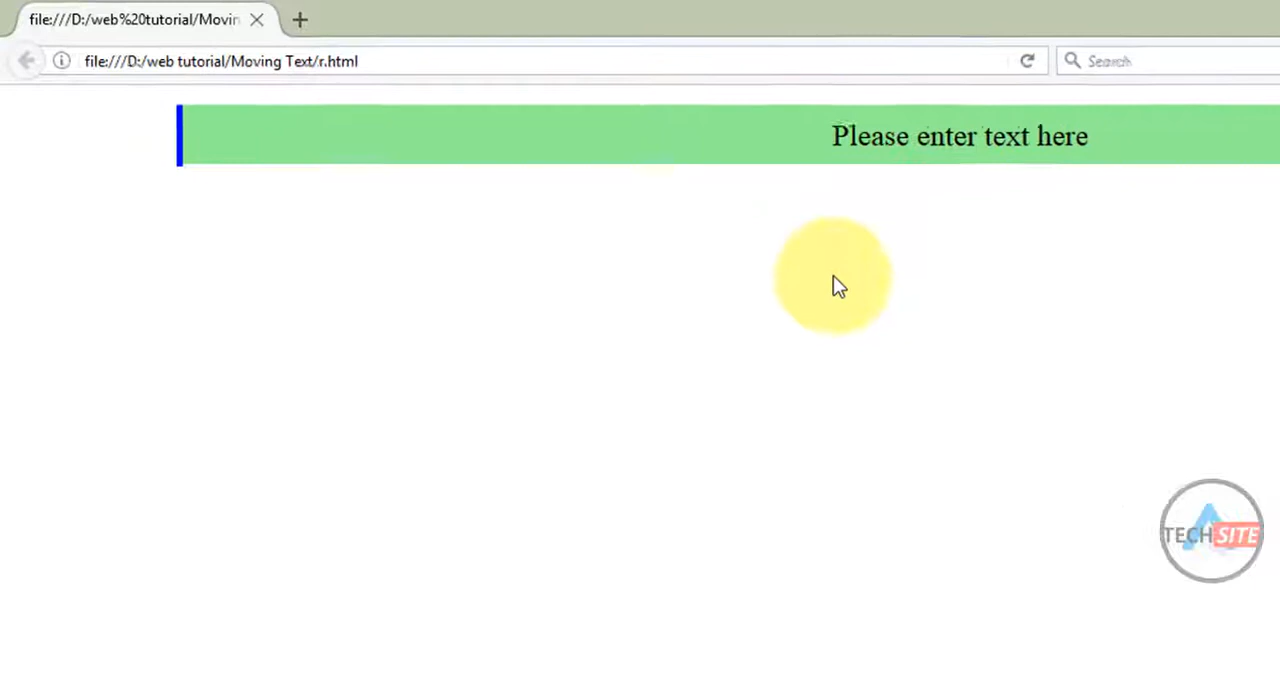 file:///D:/web%20tutorial/Movin
file:///D:/web tutorial/Moving Text/r.html
Search
Please enter text here
A
TECH SITE